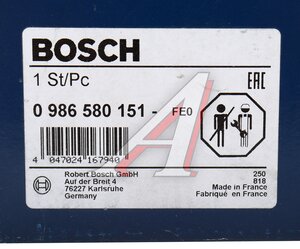 BOSCH
1 St/Pc
0 986 580 151 - FE0
EAC
4 047024 167940
Robert Bosch GmbH
Auf der Breit 4
76227 Karlsruhe
Germany
250
818
Made in France
Fabriqué en France